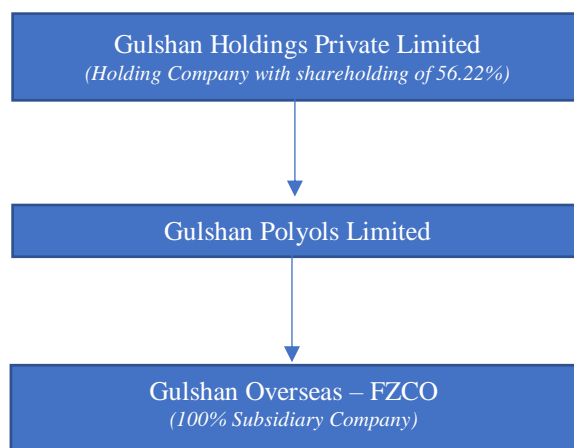 Gulshan Holdings Private Limited
(Holding Company with shareholding of 56.22%)
Gulshan Polyols Limited
Gulshan Overseas – FZCO
(100% Subsidiary Company)